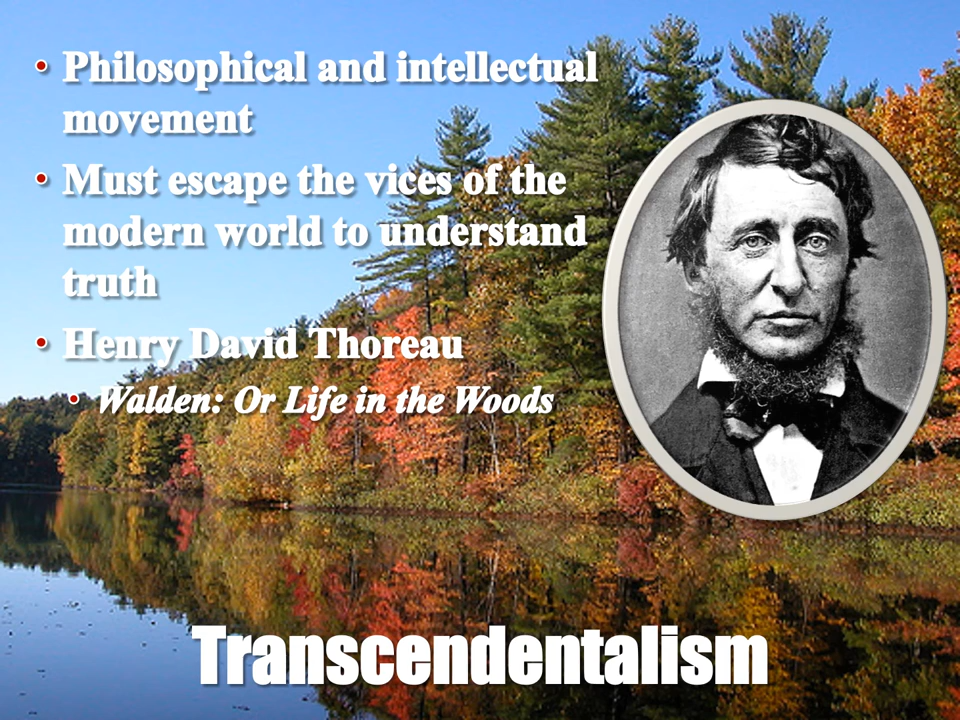 • Philosophical and intellectual
movement
• Must escape the vices of the
modern world to understand
truth
• Henry David Thoreau
• Walden: Or Life in the Woods
Transcendentalism